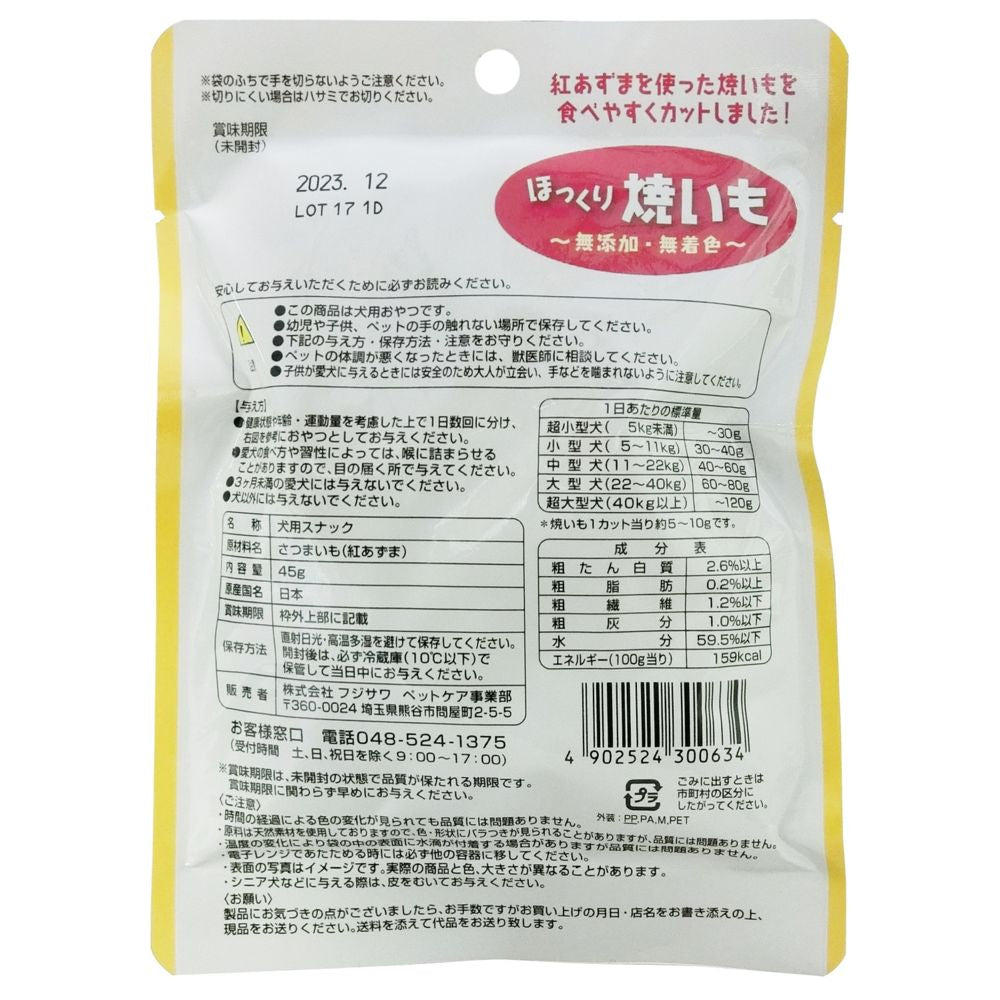 ※袋のふちで手を切らないようご注意ください。
※切りにくい場合はハサミでお切りください。
賞味期限
(未開封)
2023. 12
LOT 17 1D
紅あずまを使った焼いもを
食べやすくカットしました!
ほっくり 焼いも
～無添加・無着色～
安心してお与えいただくために必ずお読みください。
●この商品は犬用おやつです。
●幼児や子供、ペットの手の触れない場所で保存してください。
●下記の与え方・保存方法・注意をお守りください。
●ペットの体調が悪くなったときには、獣医師に相談してください。
●子供が愛犬に与えるときには安全のため大人が立会い、手などを噛まれないように注意してください。
【与え方】
●健康状態や年齢・運動量を考慮した上で1日数回に分け、
右図を参考におやつとしてお与えください。
●愛犬の食べ方や習性によっては、喉に詰まらせる
ことがありますので、目の届く所で与えてください。
●3ヶ月未満の愛犬には与えないでください。
●犬以外には与えないでください。
1日あたりの標準量
超小型犬( 5kg未満) ～30g
小型犬( 5～11kg) 30～40g
中型犬(11～22kg) 40～60g
大型犬(22～40kg) 60～80g
超大型犬(40kg以上) ～120g
＊焼いも1カット当り約5～10gです。
名称 犬用スナック
原材料名 さつまいも(紅あずま)
内容量 45g
原産国名 日本
賞味期限 枠外上部に記載
保存方法 直射日光・高温多湿を避けて保存してください。
開封後は、必ず冷蔵庫(10℃以下)で
保管して当日中にお与えください。
販売者 株式会社 フジサワ ペットケア事業部
〒360-0024 埼玉県熊谷市問屋町2-5-5
成分表
粗たん白質 2.6%以上
粗脂肪 0.2%以上
粗繊維 1.2%以下
粗灰分 1.0%以下
水分 59.5%以下
エネルギー(100g当り) 159kcal
お客様窓口 電話048-524-1375
(受付時間 土、日、祝日を除く9:00～17:00)
4 902524 300634
※賞味期限は、未開封の状態で品質が保たれる期限です。
賞味期限に関わらず早めにお与えください。
プラ
ごみに出すときは
市町村の区分に
したがってください。
外装:PP,PA,M,PET
〈ご注意〉
・時間の経過による色の変化が見られても品質には問題ありません。
・原料は天然素材を使用しておりますので、色・形状にバラつきが見られることがありますが、品質には問題ありません。
・温度の変化により袋の中の表面に水滴が付着する場合がありますが品質には問題ありません。
・電子レンジであたためる時には必ず他の容器に移してください。
・表面の写真はイメージです。実際の商品と色、大きさが異なることがあります。
・シニア犬などに与える際は、皮をむいてお与えください。
〈お願い〉
製品にお気づきの点がございましたら、お手数ですがお買い上げの月日・店名をお書き添えの上、
現品をお送りください。送料を添えて代品をお送り致します。